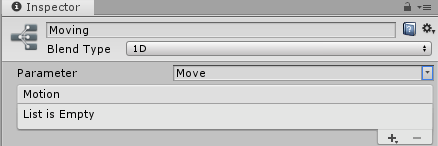 Inspector
Moving
Blend Type 1D
Parameter Move
Motion
List is Empty